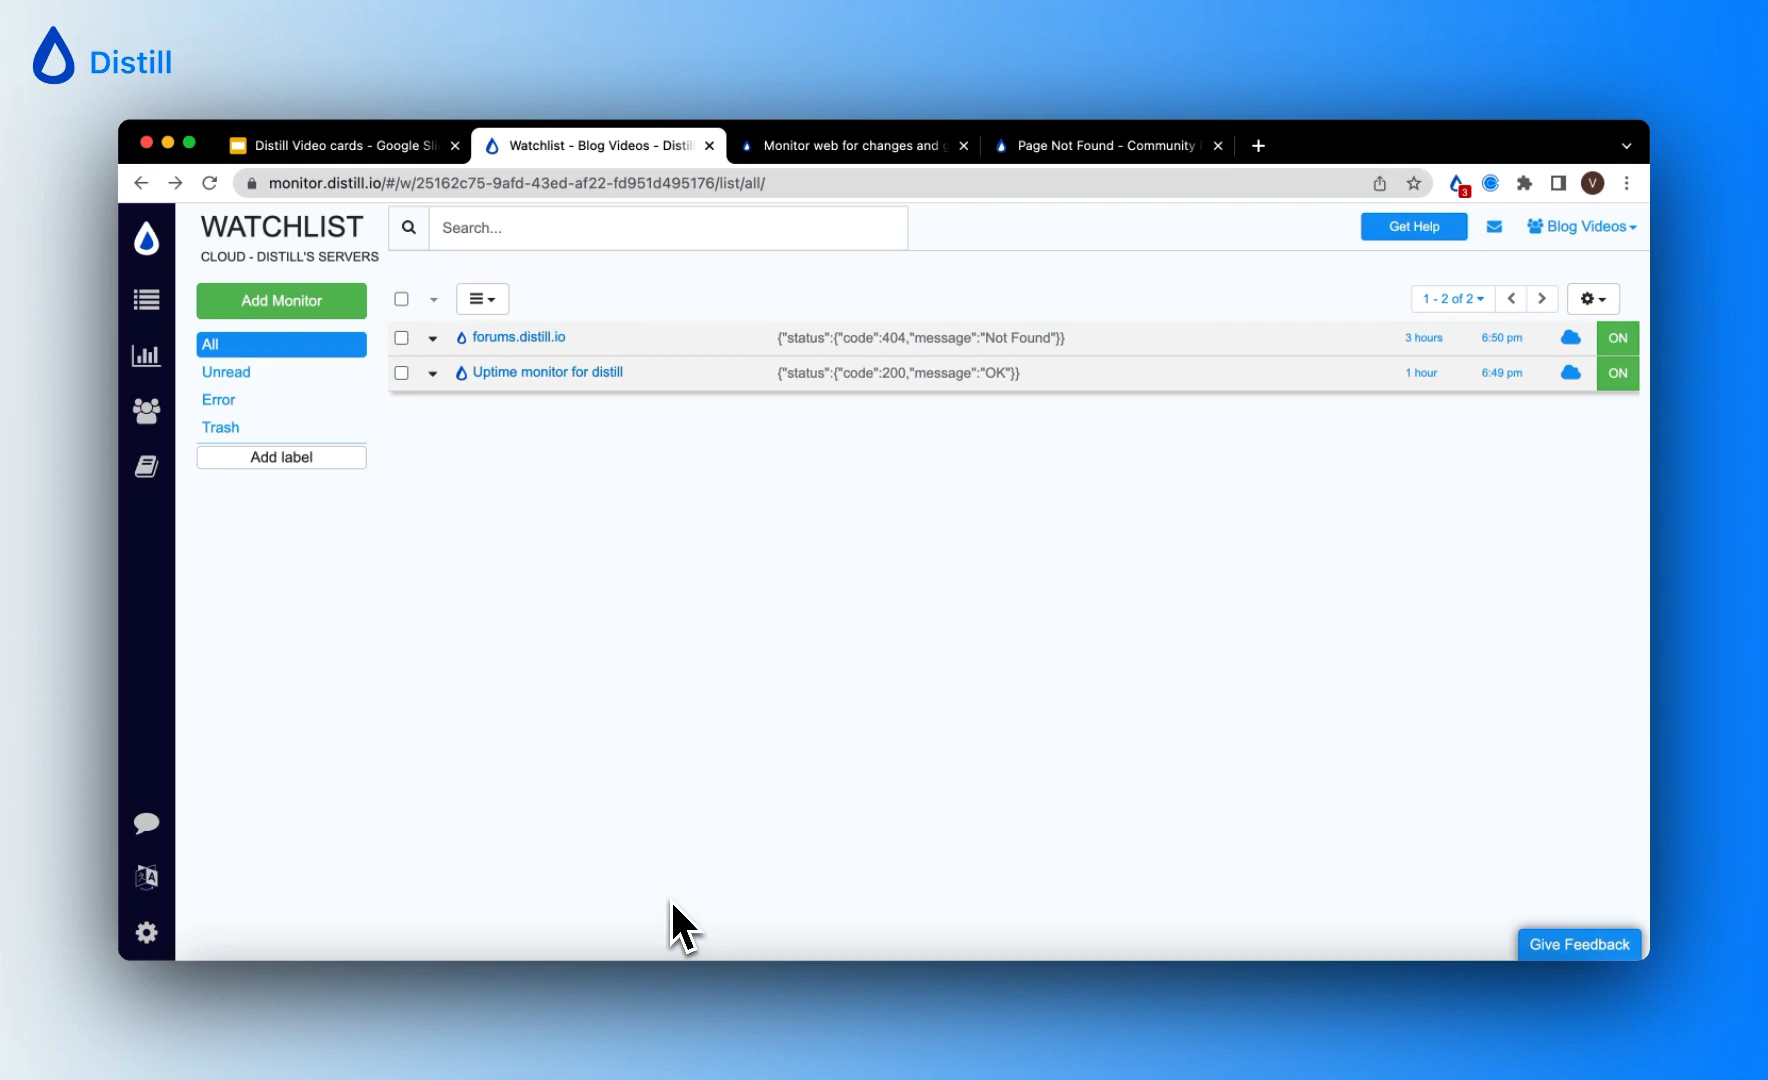 Distill
Distill Video cards - Google Sli
Watchlist - Blog Videos - Distill
Monitor web for changes and g
Page Not Found - Community
monitor.distill.io/#/w/25162c75-9afd-43ed-af22-fd951d495176/list/all/
3
V
WATCHLIST
CLOUD - DISTILL'S SERVERS
Search...
Get Help
Blog Videos
Add Monitor
1 - 2 of 2
All
Unread
Error
Trash
Add label
forums.distill.io
{"status":{"code":404,"message":"Not Found"}}
3 hours
6:50 pm
ON
Uptime monitor for distill
{"status":{"code":200,"message":"OK"}}
1 hour
6:49 pm
ON
A
Give Feedback